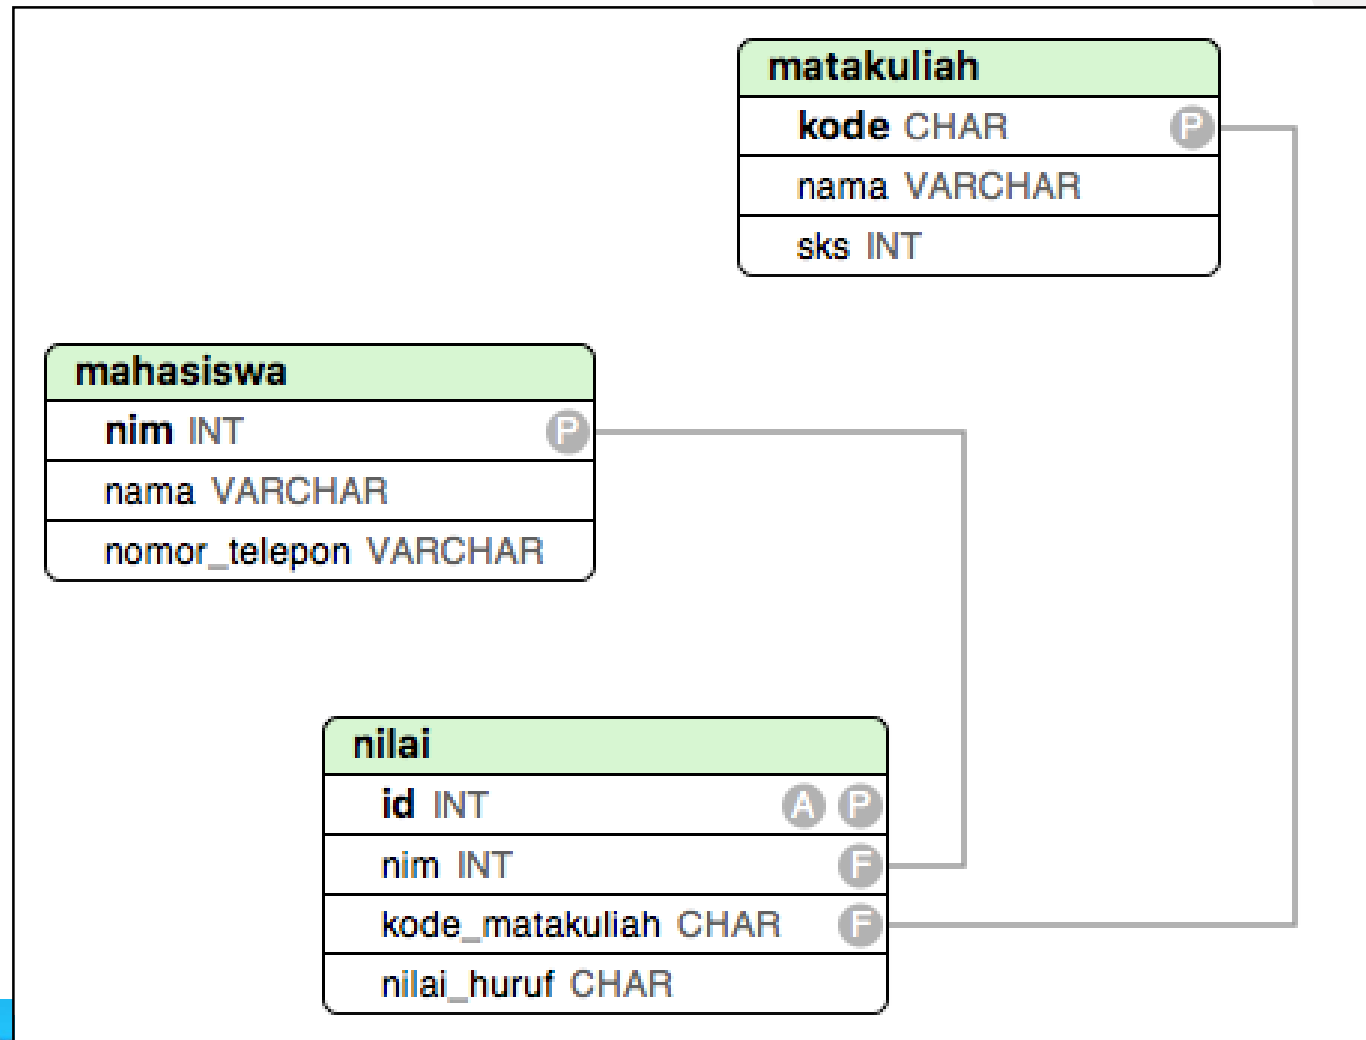 matakuliah
kode CHAR P
nama VARCHAR
sks INT
mahasiswa
nim INT P
nama VARCHAR
nomor_telepon VARCHAR
nilai
id INT A P
nim INT F
kode_matakuliah CHAR F
nilai_huruf CHAR